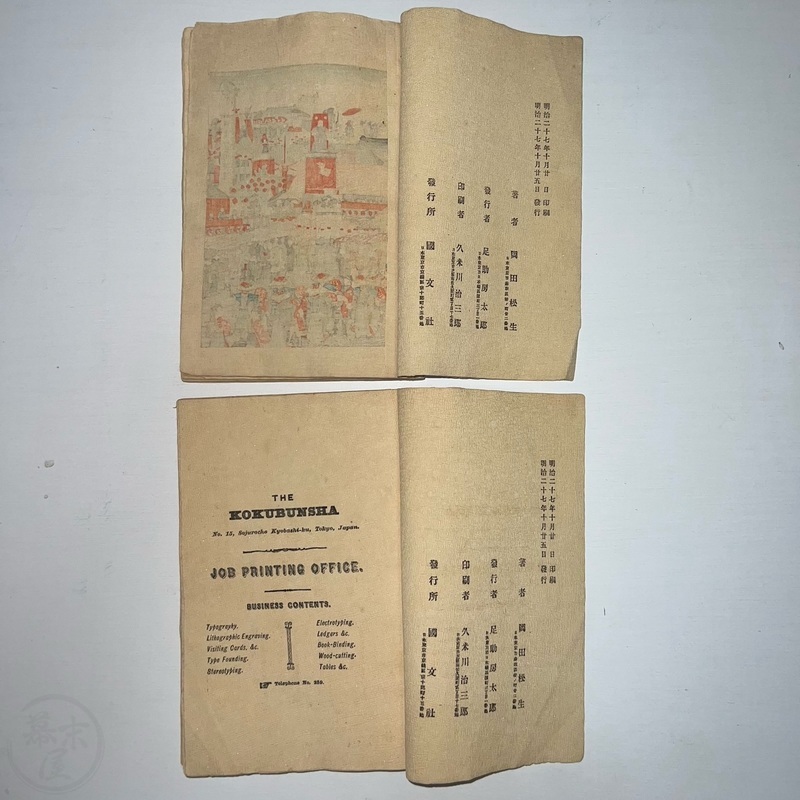 明治二十七年十月廿日印刷
明治二十七年十月廿五日發行
著者 岡田松生
發行者 足助房太郎
印刷者 久米川治三郎
發行所 國文社
THE
KOKUBUNSHA
No. 13, Sojurocho Kyobashi-ku, Tokyo, Japan.
JOB PRINTING OFFICE.
BUSINESS CONTENTS.
Typography.
Lithographic Engraving.
Visiting Cards. &c.
Type Founding.
Stereotyping.
Electrotyping.
Ledgers &c.
Book-Binding.
Wood-cutting.
Tables &c.
Telephone No. 252.
明治二十七年十月廿日印刷
明治二十七年十月廿五日發行
著者 岡田松生
發行者 足助房太郎
印刷者 久米川治三郎
發行所 國文社
幕末屋